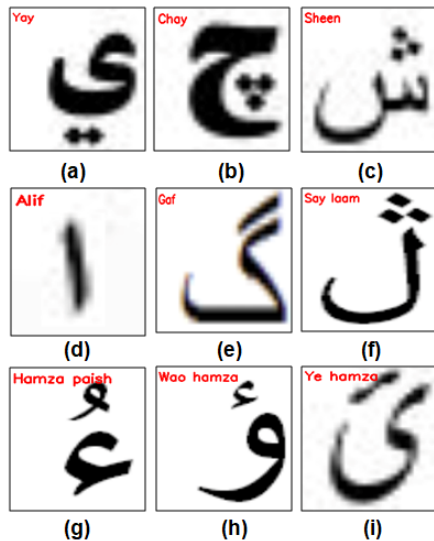 Yay Chay Sheen
ي چ ش
(a) (b) (c)
Alif Gaf Say laam
ا گ ڷ
(d) (e) (f)
Hamza paish Wao hamza Ye hamza
ءُ ؤ
(g) (h) (i)